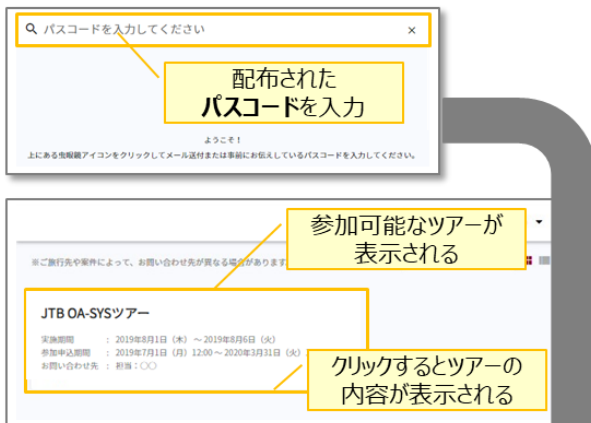 パスコードを入力してください ×
配布された
パスコードを入力
ようこそ！
上にある虫眼鏡アイコンをクリックしてメール送付または事前にお伝えしているパスコードを入力してください。
参加可能なツアーが
表示される
※ご旅行先や案件によって、お問い合わせ先が異なる場合があります
JTB OA-SYSツアー
実施期間 : 2019年8月1日（木）～2019年8月6日（火）
参加申込期間 : 2019年7月1日（月）12:00～2020年3月31日（火）
お問い合わせ先 : 担当：○○
クリックするとツアーの
内容が表示される